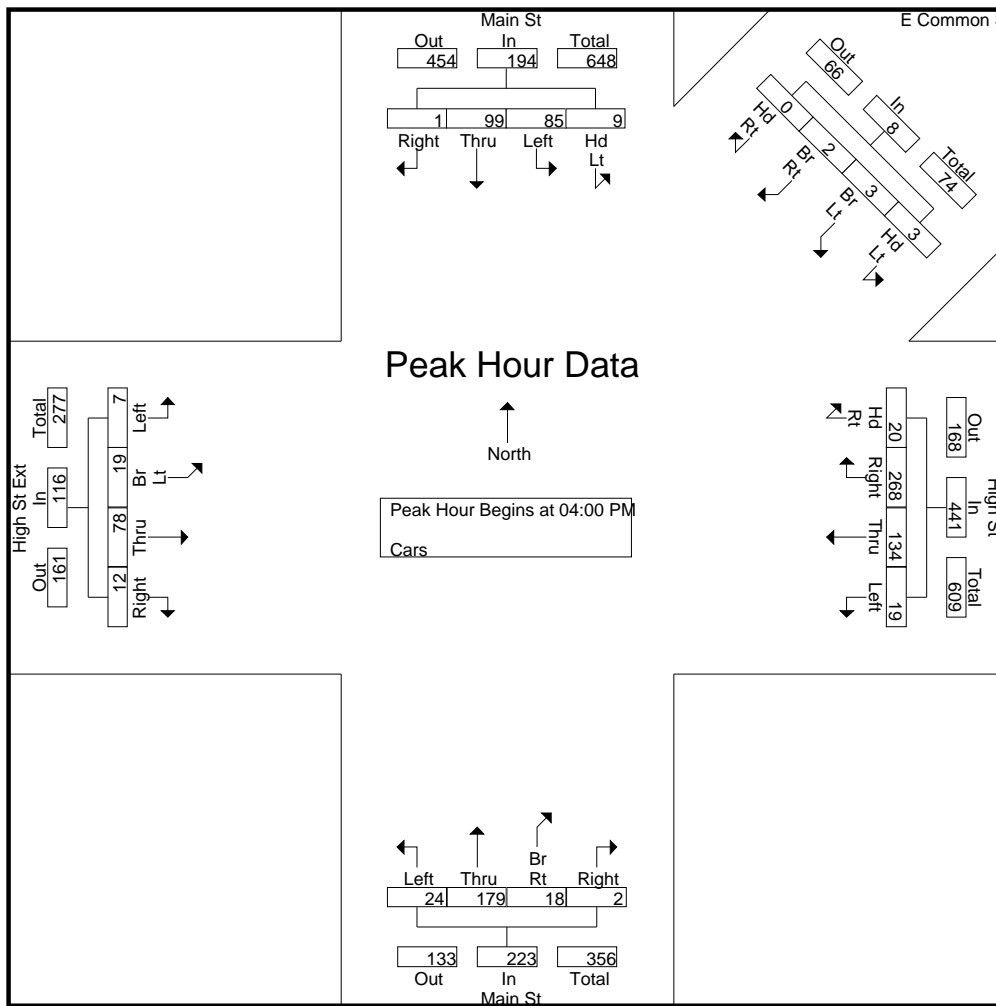 Main St
Out In Total
454 194 648
1 99 85 9
Right Thru Left Hd Lt
E Common
Out
66
In
8
Total
74
0 2 3 3
Hd Rt
Br Rt
Br Lt
Hd Lt
Peak Hour Data
North
Peak Hour Begins at 04:00 PM
Cars
High St Ext
Total In Out
277 116 161
7 19 78 12
Left Br Lt Thru Right
High St
Out In Total
168 441 609
20 268 134 19
Hd Rt Right Thru Left
Left Thru Br Rt Right
24 179 18 2
133 223 356
Out In Total
Main St